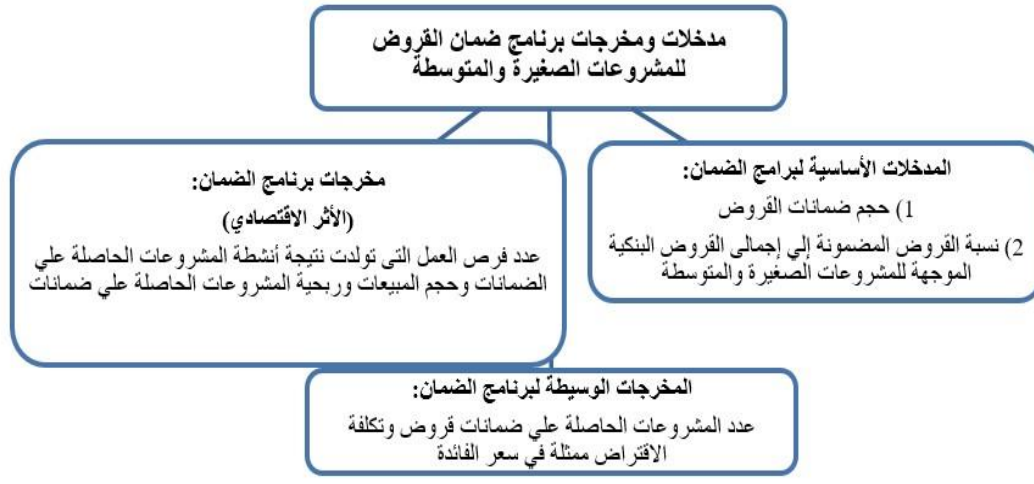 مدخلات ومخرجات برنامج ضمان القروض
للمشروعات الصغيرة والمتوسطة
المدخلات الأساسية لبرامج الضمان:
1) حجم ضمانات القروض
2) نسبة القروض المضمونة إلي إجمالى القروض البنكية
الموجهة للمشروعات الصغيرة والمتوسطة
مخرجات برنامج الضمان:
(الأثر الاقتصادي)
عدد فرص العمل التى تولدت نتيجة أنشطة المشروعات الحاصلة علي
الضمانات وحجم المبيعات وربحية المشروعات الحاصلة علي ضمانات
المخرجات الوسيطة لبرنامج الضمان:
عدد المشروعات الحاصلة علي ضمانات قروض وتكلفة
الاقتراض ممثلة في سعر الفائدة